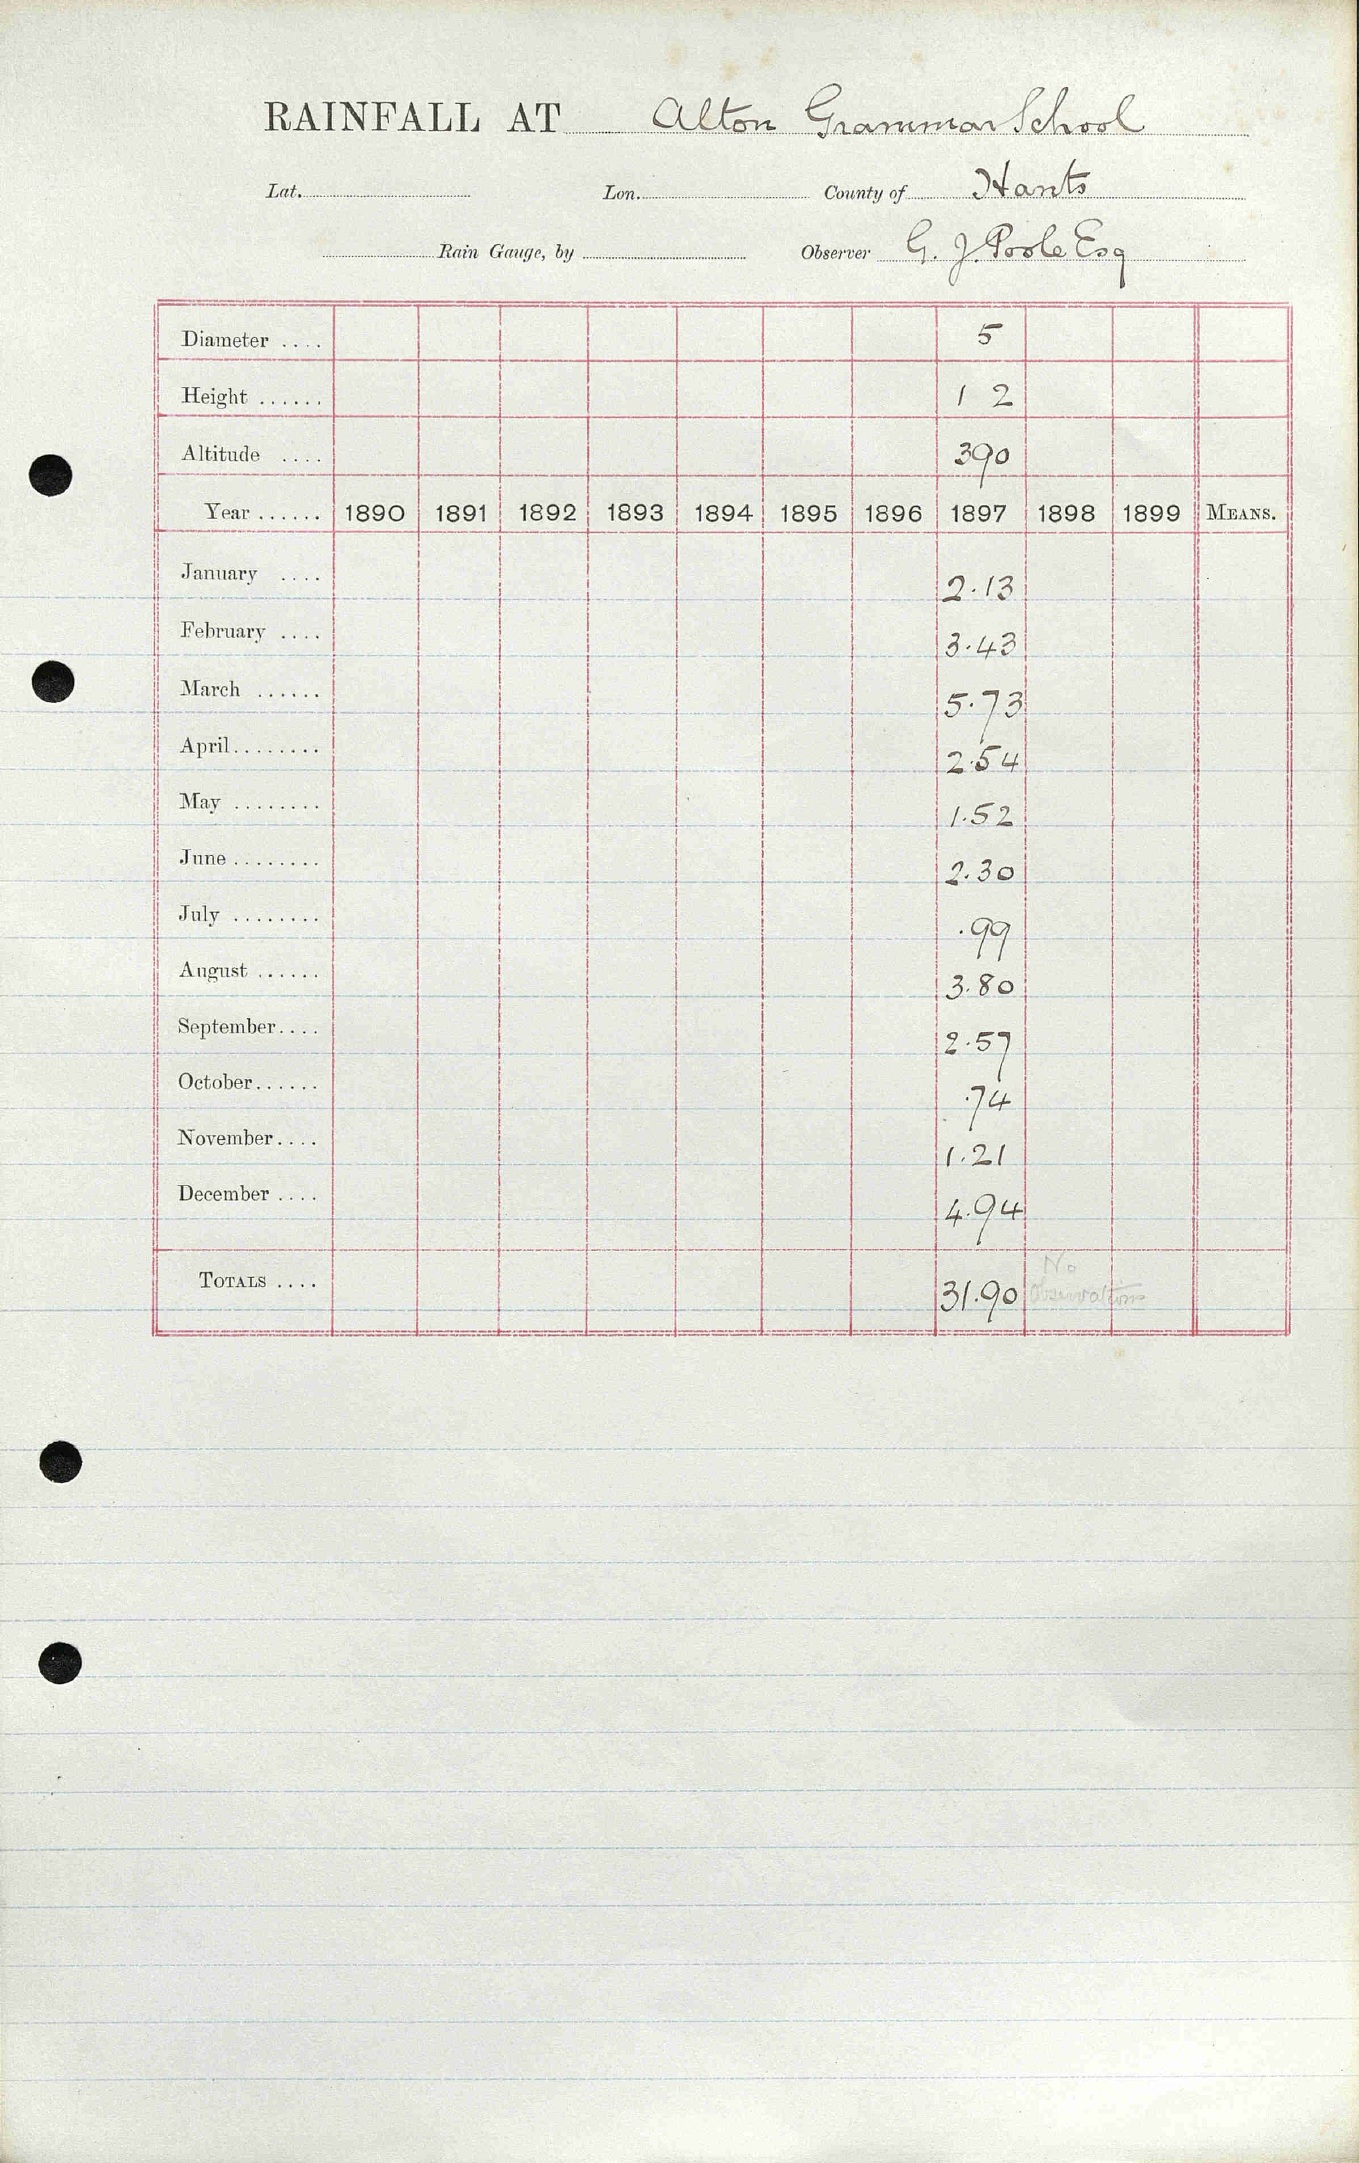 RAINFALL AT Alton Grammar School
Lat. Lon. County of Hants
Rain Gauge, by Observer G. J. Poole Esq
Diameter .... 5
Height ...... 1 2
Altitude .... 390
Year ...... 1890 1891 1892 1893 1894 1895 1896 1897 1898 1899 MEANS.
January .... 2.13
February .... 3.43
March ...... 5.73
April........ 2.54
May ........ 1.52
June ........ 2.30
July ........ .99
August ...... 3.80
September.... 2.57
October...... .74
November.... 1.21
December .... 4.94
No
TOTALS .... 31.90 Observations